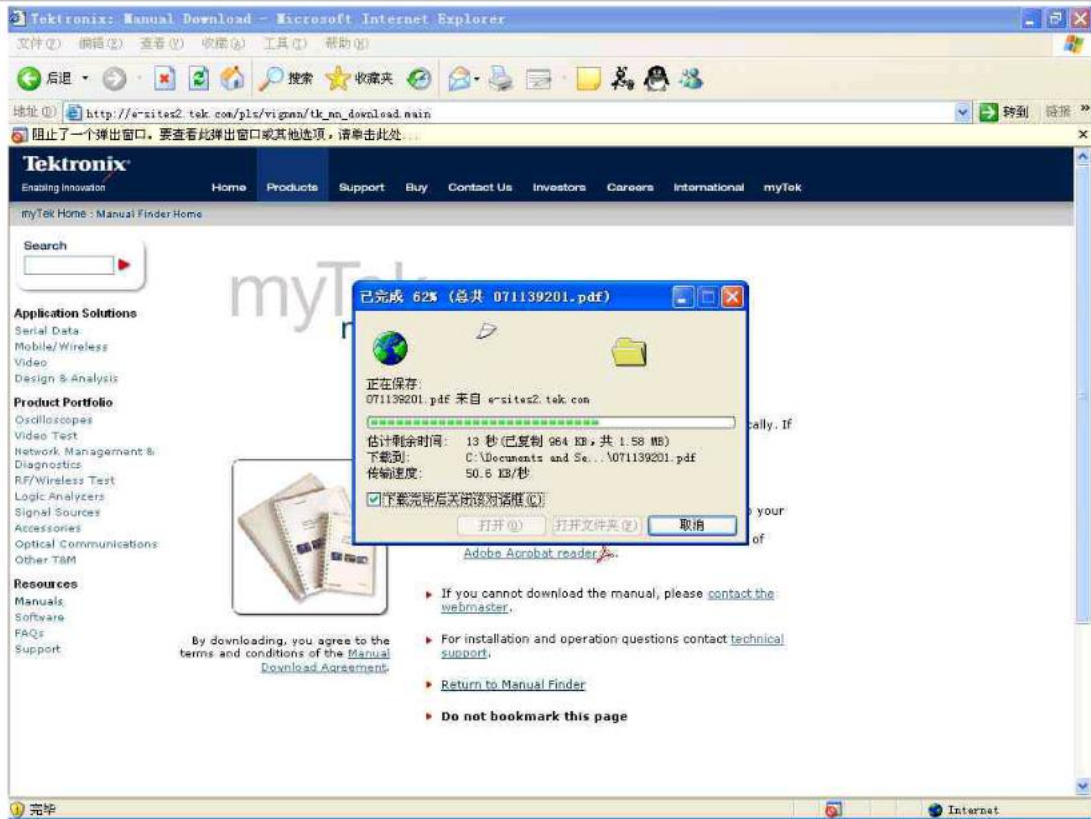 Tektronix: Manual Download - Microsoft Internet Explorer
文件(F) 编辑(E) 查看(V) 收藏(A) 工具(T) 帮助(H)
后退 搜索 收藏夹
地址(D) http://e-sites2.tek.com/pls/vigmnn/tk_nn_download.main 转到 链接 »
阻止了一个弹出窗口。要查看此弹出窗口或其他选项，请单击此处...
Tektronix
Enabling Innovation
Home Products Support Buy Contact Us Investors Careers International myTek
myTek Home : Manual Finder Home
Search
Application Solutions
Serial Data
Mobile/Wireless
Video
Design & Analysis
Product Portfolio
Oscilloscopes
Video Test
Network Management &
Diagnostics
RF/Wireless Test
Logic Analyzers
Signal Sources
Accessories
Optical Communications
Other T&M
Resources
Manuals
Software
FAQs
Support
myTek
已完成 62% (总共 071139201.pdf)
正在保存:
071139201.pdf 来自 e-sites2.tek.com
估计剩余时间: 13 秒(已复制 964 KB，共 1.58 MB)
下载到: C:\Documents and Se...\071139201.pdf
传输速度: 50.6 KB/秒
下载完毕后关闭该对话框(C)
打开(O) 打开文件夹(F) 取消
cally. If
your
of
Adobe Acrobat reader
If you cannot download the manual, please contact the
webmaster.
By downloading, you agree to the
terms and conditions of the Manual
Download Agreement.
For installation and operation questions contact technical
support.
Return to Manual Finder
Do not bookmark this page
完毕 Internet